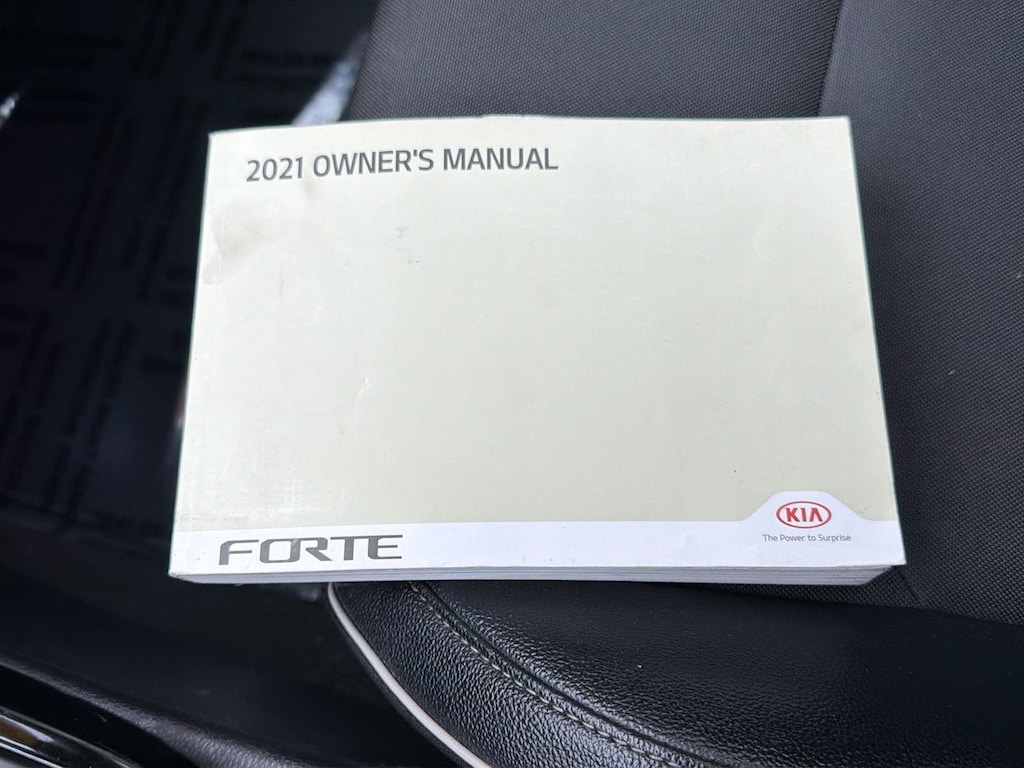 2021 OWNER'S MANUAL
FORTE
KIA
The Power to Surprise